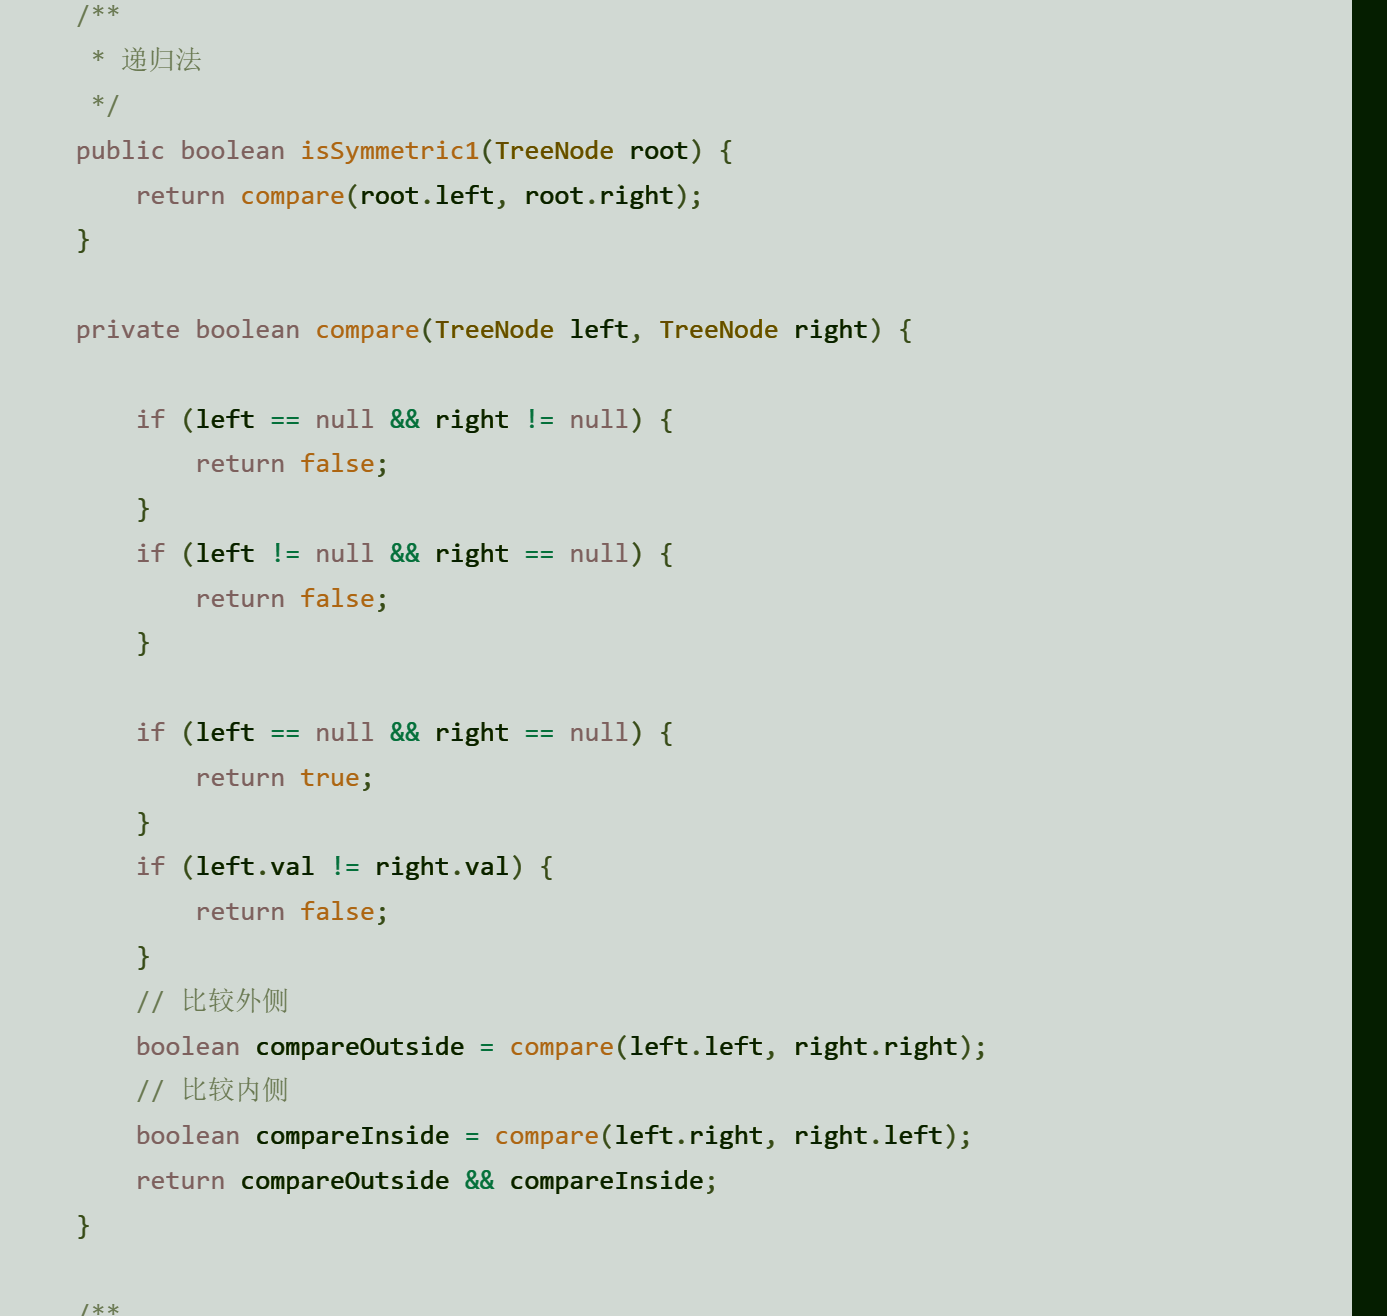 /**
 * 递归法
 */
public boolean isSymmetric1(TreeNode root) {
    return compare(root.left, root.right);
}
private boolean compare(TreeNode left, TreeNode right) {
    if (left == null && right != null) {
        return false;
    }
    if (left != null && right == null) {
        return false;
    }
    if (left == null && right == null) {
        return true;
    }
    if (left.val != right.val) {
        return false;
    }
    // 比较外侧
    boolean compareOutside = compare(left.left, right.right);
    // 比较内侧
    boolean compareInside = compare(left.right, right.left);
    return compareOutside && compareInside;
}
/**